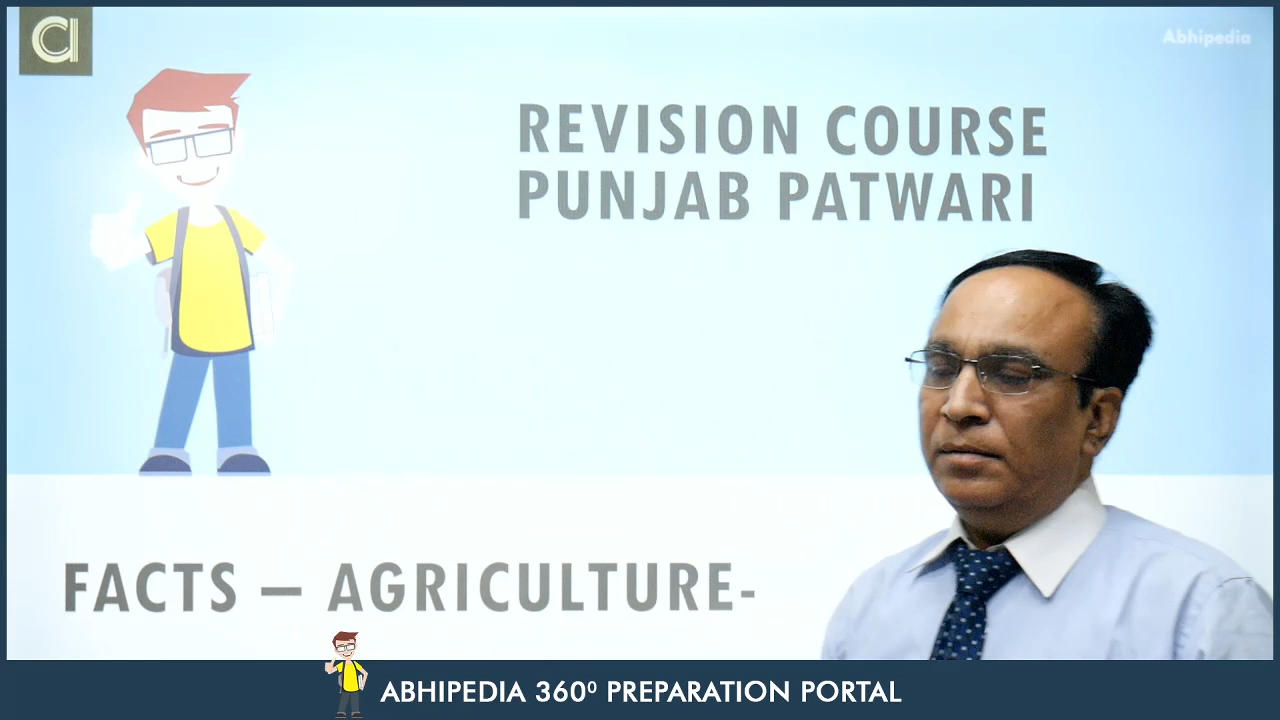 a
Abhipedia
REVISION COURSE
PUNJAB PATWARI
FACTS – AGRICULTURE-
ABHIPEDIA 360⁰ PREPARATION PORTAL